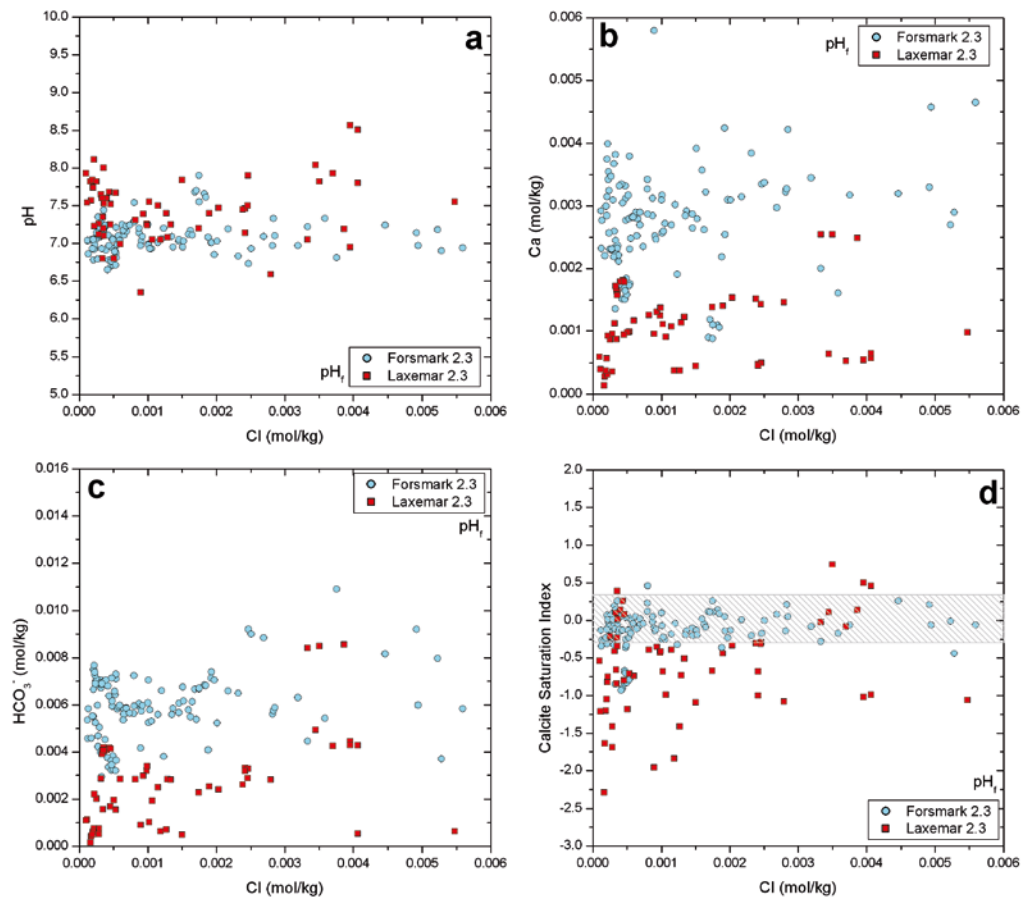 a
10.0
9.5
9.0
8.5
8.0
7.5
7.0
6.5
6.0
5.5
5.0
pH
0.000 0.001 0.002 0.003 0.004 0.005 0.006
Cl (mol/kg)
pHf
Forsmark 2.3
Laxemar 2.3
b
0.006
0.005
0.004
0.003
0.002
0.001
0.000
Ca (mol/kg)
0.000 0.001 0.002 0.003 0.004 0.005 0.006
Cl (mol/kg)
pHf
Forsmark 2.3
Laxemar 2.3
c
0.016
0.014
0.012
0.010
0.008
0.006
0.004
0.002
0.000
HCO3- (mol/kg)
0.000 0.001 0.002 0.003 0.004 0.005 0.006
Cl (mol/kg)
Forsmark 2.3
Laxemar 2.3
pHf
d
2.0
1.5
1.0
0.5
0.0
-0.5
-1.0
-1.5
-2.0
-2.5
-3.0
Calcite Saturation Index
0.000 0.001 0.002 0.003 0.004 0.005 0.006
Cl (mol/kg)
pHf
Forsmark 2.3
Laxemar 2.3